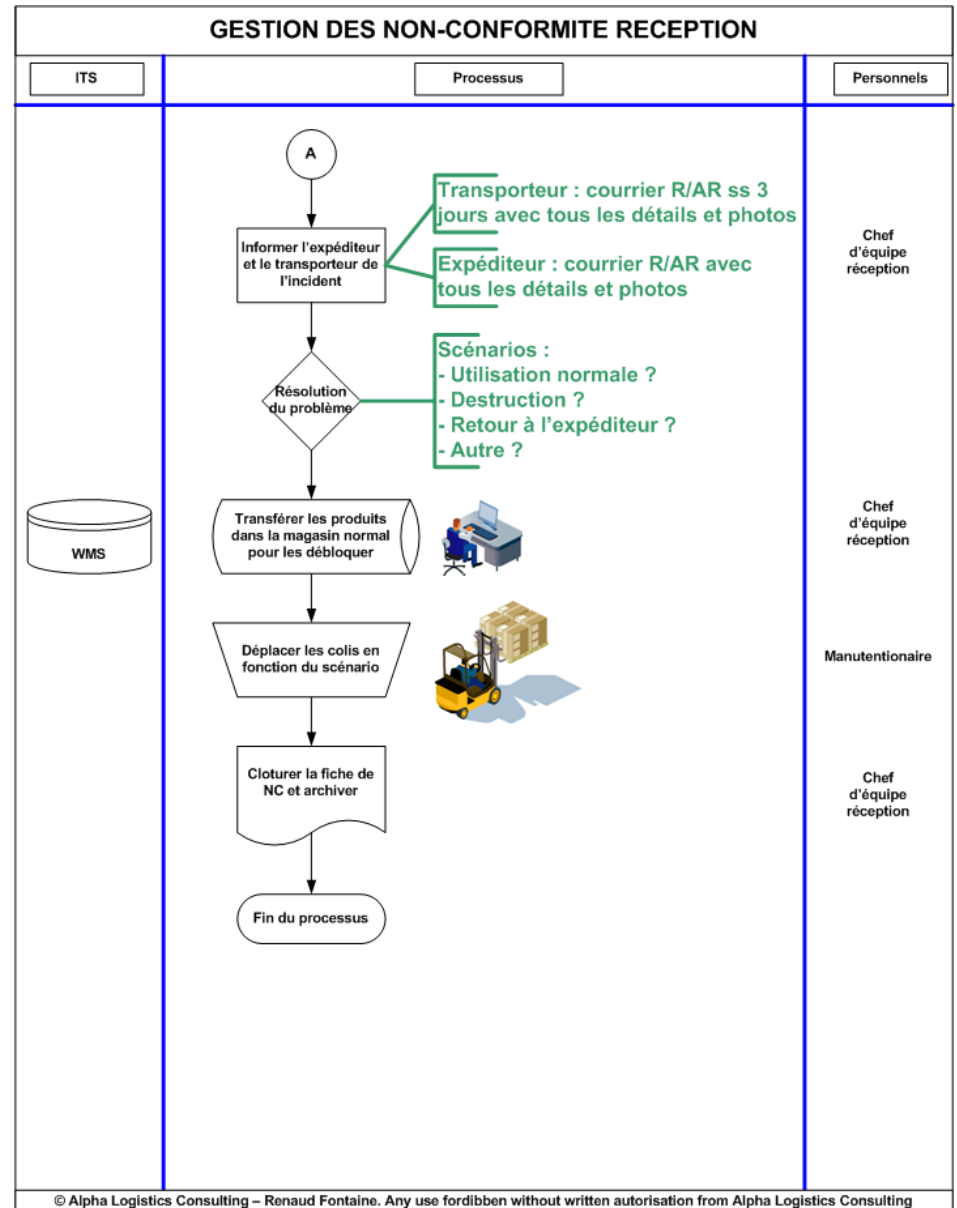 GESTION DES NON-CONFORMITE RECEPTION
ITS
Processus
Personnels
A
Transporteur : courrier R/AR ss 3
jours avec tous les détails et photos
Informer l'expéditeur
et le transporteur de
l'incident
Expéditeur : courrier R/AR avec
tous les détails et photos
Chef
d'équipe
réception
Résolution
du problème
Scénarios :
- Utilisation normale ?
- Destruction ?
- Retour à l'expéditeur ?
- Autre ?
WMS
Transférer les produits
dans la magasin normal
pour les débloquer
Chef
d'équipe
réception
Déplacer les colis en
fonction du scénario
Manutentionaire
Cloturer la fiche de
NC et archiver
Chef
d'équipe
réception
Fin du processus
© Alpha Logistics Consulting – Renaud Fontaine. Any use fordibben without written autorisation from Alpha Logistics Consulting